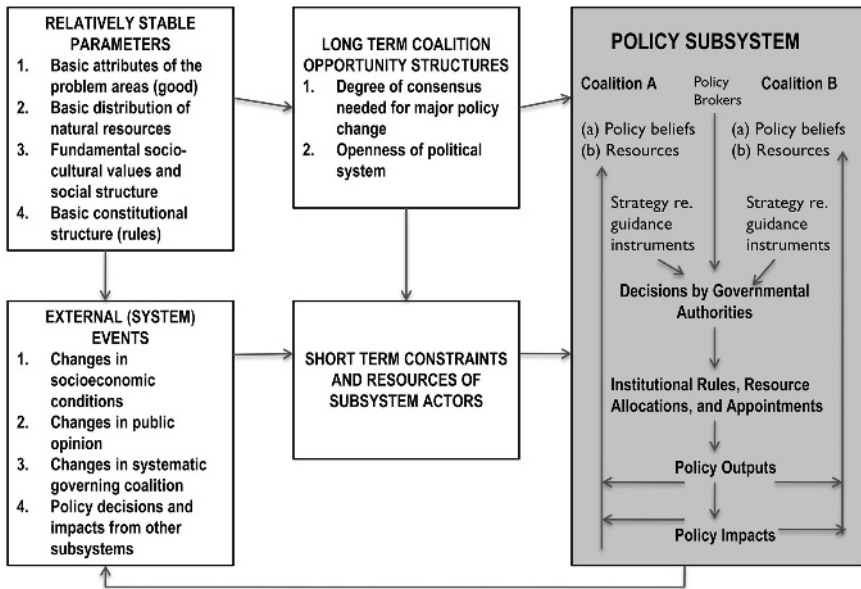 RELATIVELY STABLE
PARAMETERS
1. Basic attributes of the
problem areas (good)
2. Basic distribution of
natural resources
3. Fundamental socio-
cultural values and
social structure
4. Basic constitutional
structure (rules)
LONG TERM COALITION
OPPORTUNITY STRUCTURES
1. Degree of consensus
needed for major policy
change
2. Openness of political
system
EXTERNAL (SYSTEM)
EVENTS
1. Changes in
socioeconomic
conditions
2. Changes in public
opinion
3. Changes in systematic
governing coalition
4. Policy decisions and
impacts from other
subsystems
SHORT TERM CONSTRAINTS
AND RESOURCES OF
SUBSYSTEM ACTORS
POLICY SUBSYSTEM
Coalition A
Policy
Brokers
Coalition B
(a) Policy beliefs
(b) Resources
(a) Policy beliefs
(b) Resources
Strategy re.
guidance
instruments
Strategy re.
guidance
instruments
Decisions by Governmental
Authorities
Institutional Rules, Resource
Allocations, and Appointments
Policy Outputs
Policy Impacts